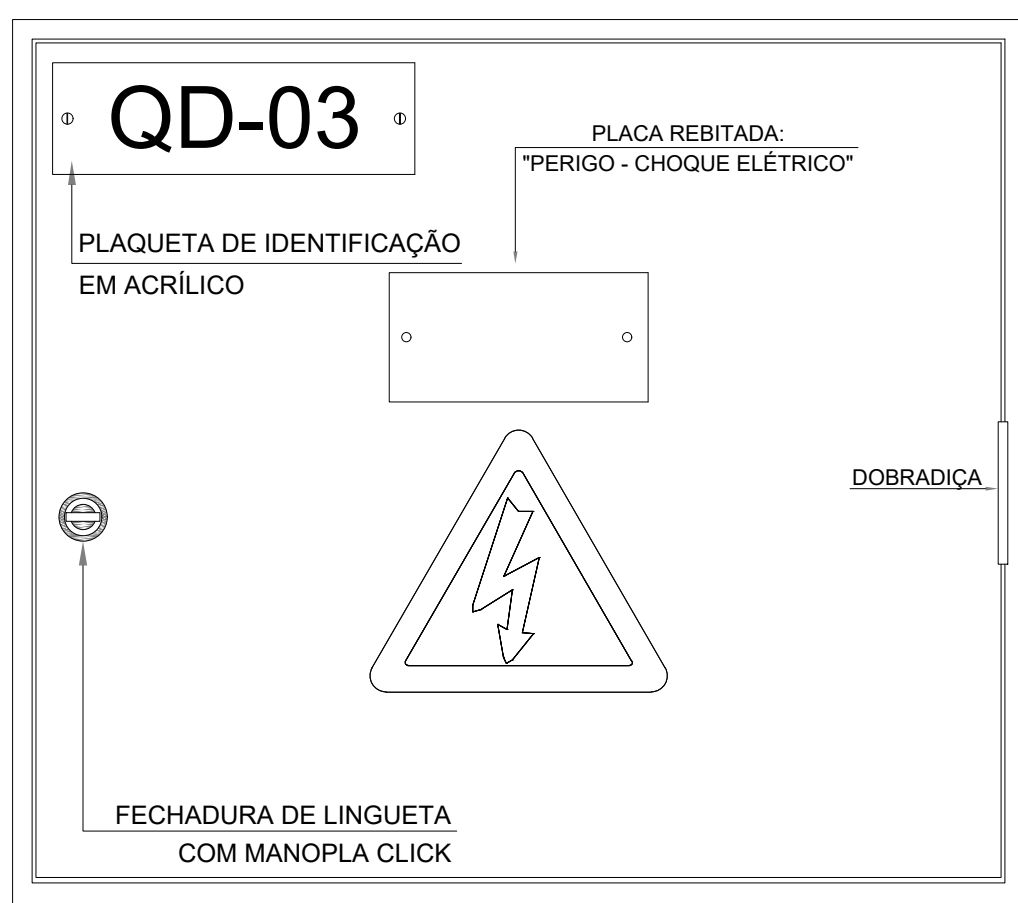 QD-03
PLACA REBITADA:
"PERIGO - CHOQUE ELÉTRICO"
PLAQUETA DE IDENTIFICAÇÃO
EM ACRÍLICO
DOBRADIÇA
FECHADURA DE LINGUETA
COM MANOPLA CLICK